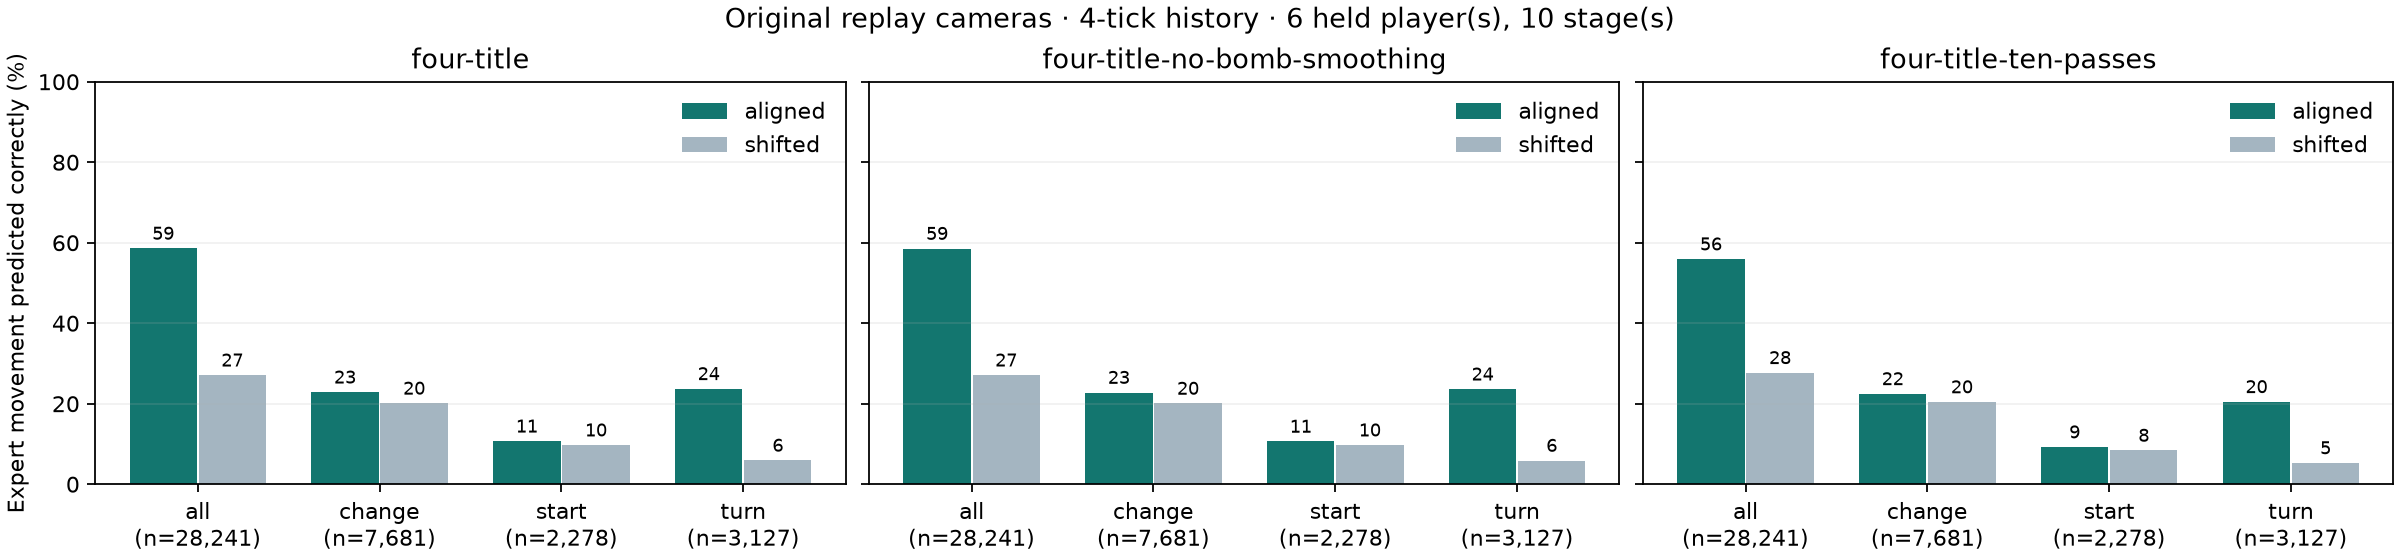 Original replay cameras · 4-tick history · 6 held player(s), 10 stage(s)
Expert movement predicted correctly (%)
four-title
100
80
60
40
20
0
aligned
shifted
59
27
23
20
11
10
24
6
all
(n=28,241)
change
(n=7,681)
start
(n=2,278)
turn
(n=3,127)
four-title-no-bomb-smoothing
aligned
shifted
59
27
23
20
11
10
24
6
all
(n=28,241)
change
(n=7,681)
start
(n=2,278)
turn
(n=3,127)
four-title-ten-passes
aligned
shifted
56
28
22
20
9
8
20
5
all
(n=28,241)
change
(n=7,681)
start
(n=2,278)
turn
(n=3,127)